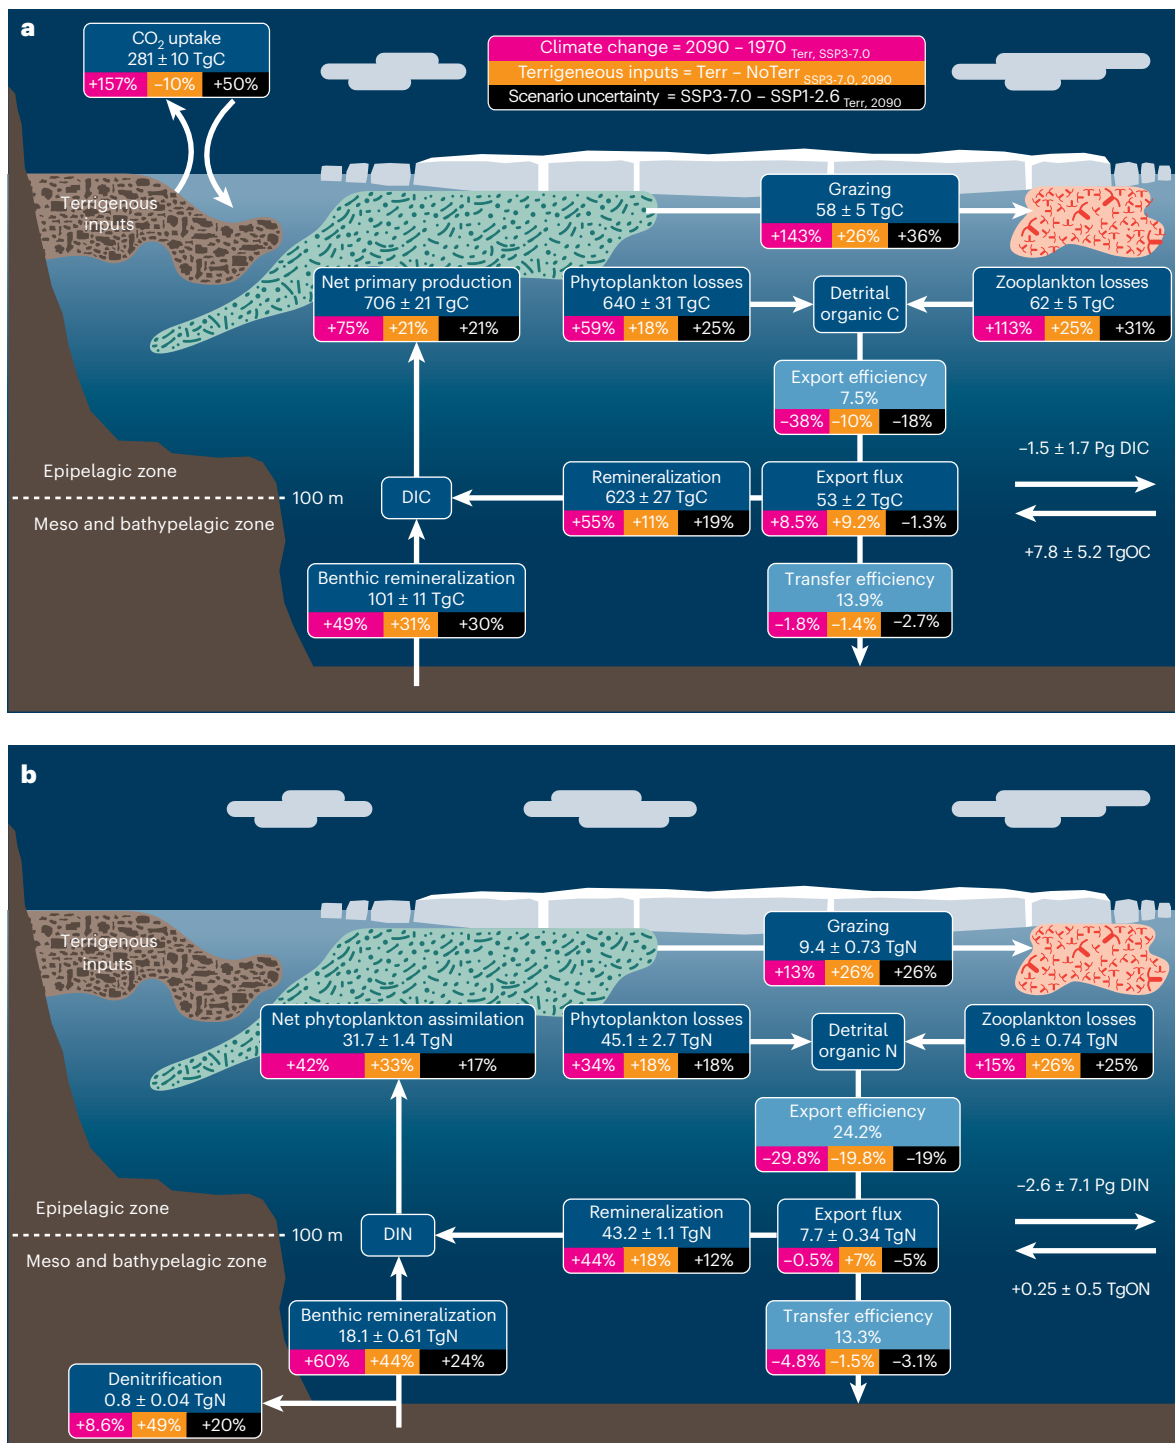 a
CO2 uptake
281 ± 10 TgC
+157% −10% +50%
Climate change = 2090 – 1970 Terr, SSP3-7.0
Terrigeneous inputs = Terr – NoTerr SSP3-7.0, 2090
Scenario uncertainty = SSP3-7.0 – SSP1-2.6 Terr, 2090
Terrigenous
inputs
Grazing
58 ± 5 TgC
+143% +26% +36%
Net primary production
706 ± 21 TgC
+75% +21% +21%
Phytoplankton losses
640 ± 31 TgC
+59% +18% +25%
Detrital
organic C
Zooplankton losses
62 ± 5 TgC
+113% +25% +31%
Export efficiency
7.5%
−38% −10% −18%
−1.5 ± 1.7 Pg DIC
Epipelagic zone
100 m
Meso and bathypelagic zone
DIC
Remineralization
623 ± 27 TgC
+55% +11% +19%
Export flux
53 ± 2 TgC
+8.5% +9.2% −1.3%
+7.8 ± 5.2 TgOC
Benthic remineralization
101 ± 11 TgC
+49% +31% +30%
Transfer efficiency
13.9%
−1.8% −1.4% −2.7%
b
Terrigenous
inputs
Grazing
9.4 ± 0.73 TgN
+13% +26% +26%
Net phytoplankton assimilation
31.7 ± 1.4 TgN
+42% +33% +17%
Phytoplankton losses
45.1 ± 2.7 TgN
+34% +18% +18%
Detrital
organic N
Zooplankton losses
9.6 ± 0.74 TgN
+15% +26% +25%
Export efficiency
24.2%
−29.8% −19.8% −19%
−2.6 ± 7.1 Pg DIN
Epipelagic zone
100 m
Meso and bathypelagic zone
DIN
Remineralization
43.2 ± 1.1 TgN
+44% +18% +12%
Export flux
7.7 ± 0.34 TgN
−0.5% +7% −5%
+0.25 ± 0.5 TgON
Benthic remineralization
18.1 ± 0.61 TgN
+60% +44% +24%
Transfer efficiency
13.3%
−4.8% −1.5% −3.1%
Denitrification
0.8 ± 0.04 TgN
+8.6% +49% +20%